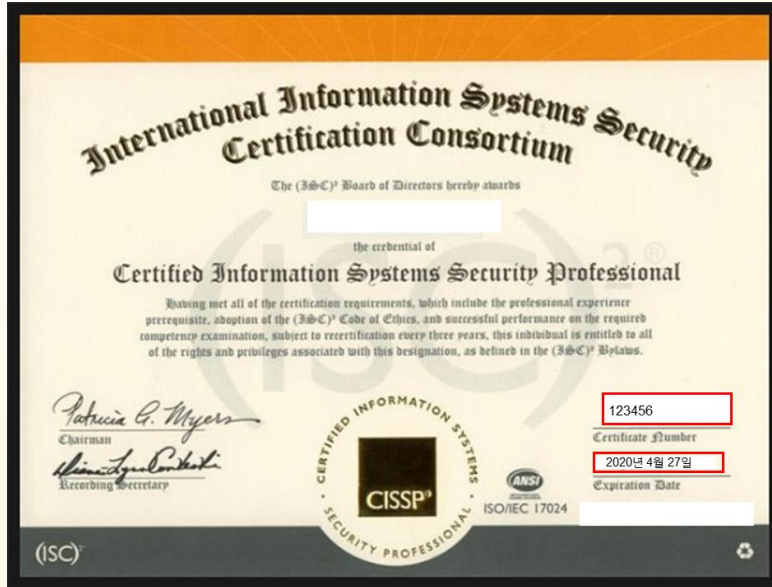 International Information Systems Security
Certification Consortium
The (ISC)² Board of Directors hereby awards
the credential of
Certified Information Systems Security Professional
Having met all of the certification requirements, which include the professional experience
prerequisite, adoption of the (ISC)² Code of Ethics, and successful performance on the required
competency examination, subject to recertification every three years, this individual is entitled to all
of the rights and privileges associated with this designation, as defined in the (ISC)² Bylaws.
Patricia A. Myers
Chairman
Recording Secretary
CERTIFIED INFORMATION SYSTEMS
SECURITY PROFESSIONAL
CISSP®
ANSI
ISO/IEC 17024
123456
Certificate Number
2020년 4월 27일
Expiration Date
(ISC)²
(ISC)²®